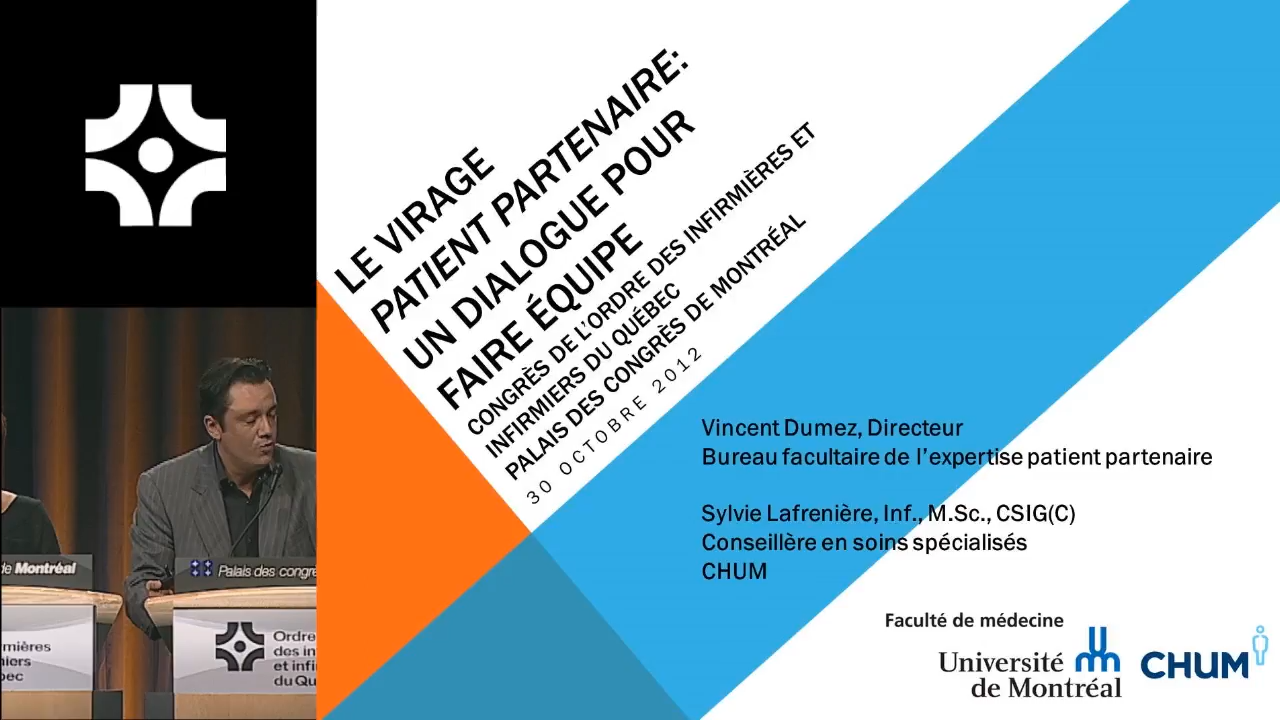 LE VIRAGE
PATIENT PARTENAIRE:
UN DIALOGUE POUR
FAIRE ÉQUIPE
CONGRÈS DE L'ORDRE DES INFIRMIÈRES ET
INFIRMIERS DU QUÉBEC
PALAIS DES CONGRÈS DE MONTRÉAL
30 OCTOBRE 2012
Vincent Dumez, Directeur
Bureau facultaire de l'expertise patient partenaire
Sylvie Lafrenière, Inf., M.Sc., CSIG(C)
Conseillère en soins spécialisés
CHUM
Faculté de médecine
Université
de Montréal
CHUM
de Montréal
Palais des congrè
Ordre
des in
et infi
du Qu